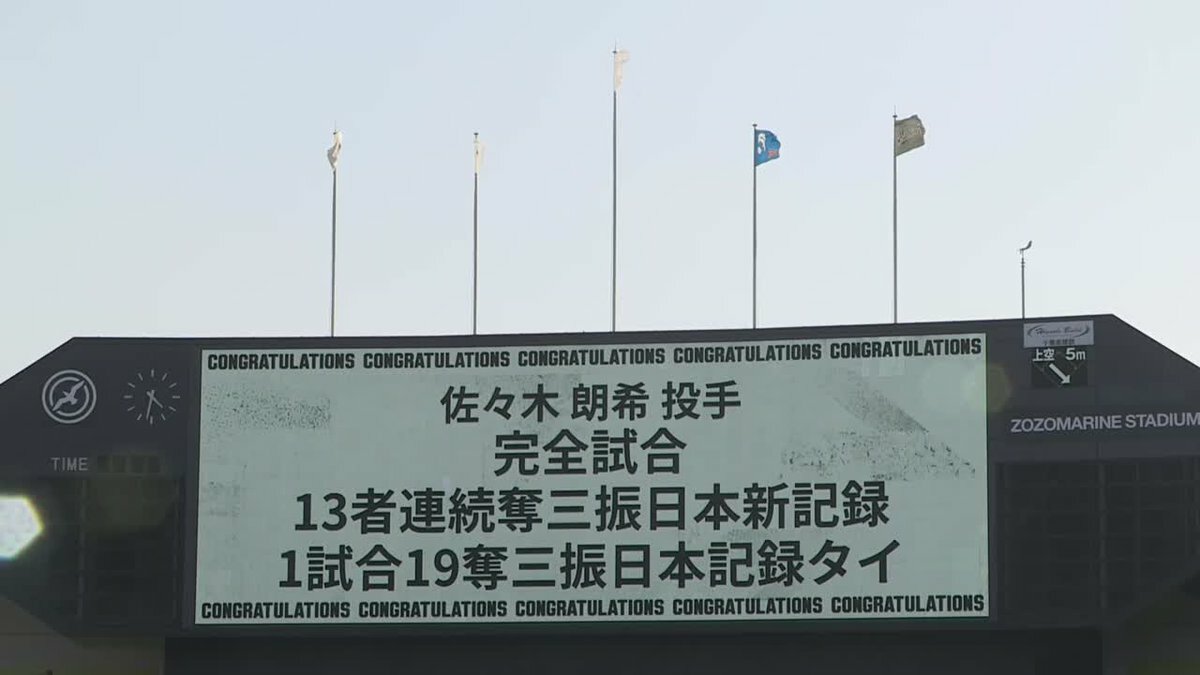 CONGRATULATIONS CONGRATULATIONS CONGRATULATIONS CONGRATULATIONS CONGRATULATIONS
佐々木 朗希 投手
完全試合
13者連続奪三振日本新記録
1試合19奪三振日本記録タイ
CONGRATULATIONS CONGRATULATIONS CONGRATULATIONS CONGRATULATIONS CONGRATULATIONS
TIME
上空 5m
ZOZOMARINE STADIUM